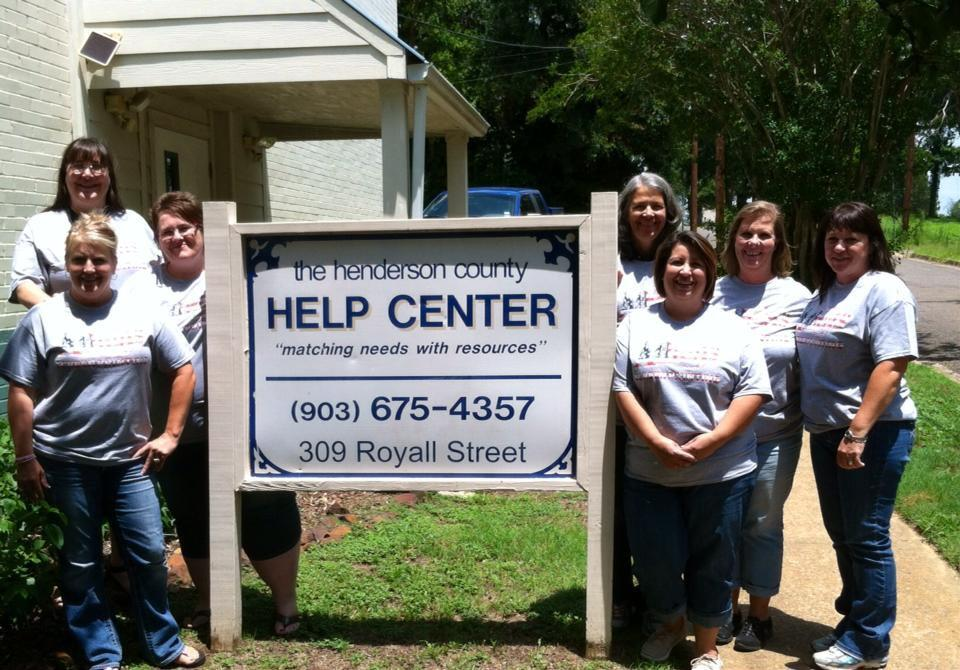 the henderson county
HELP CENTER
"matching needs with resources"
(903) 675-4357
309 Royall Street